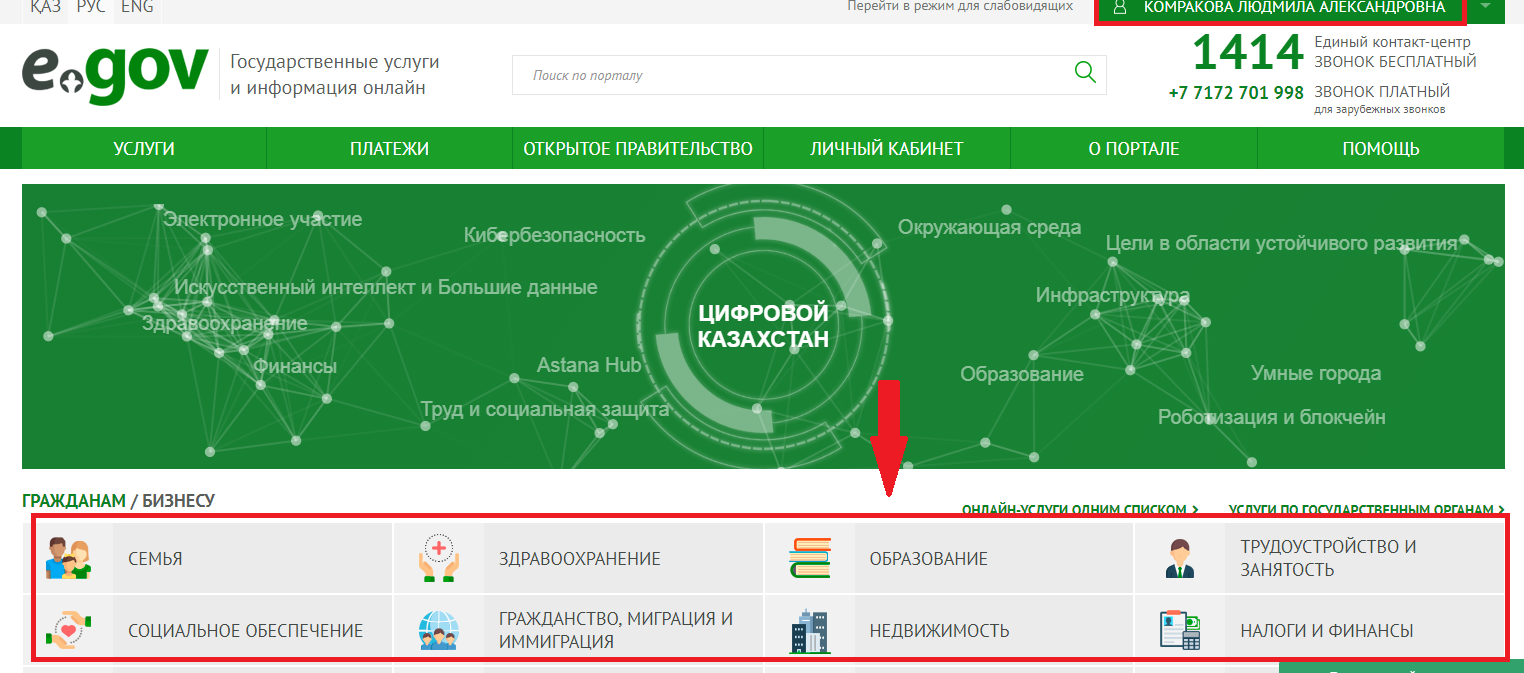 ҚАЗ РУС ENG
Перейти в режим для слабовидящих
КОМРАКОВА ЛЮДМИЛА АЛЕКСАНДРОВНА
e.gov
Государственные услуги
и информация онлайн
Поиск по порталу
1414
Единый контакт-центр
ЗВОНОК БЕСПЛАТНЫЙ
+7 7172 701 998
ЗВОНОК ПЛАТНЫЙ
для зарубежных звонков
УСЛУГИ
ПЛАТЕЖИ
ОТКРЫТОЕ ПРАВИТЕЛЬСТВО
ЛИЧНЫЙ КАБИНЕТ
О ПОРТАЛЕ
ПОМОЩЬ
Электронное участие
Кибербезопасность
Окружающая среда
Цели в области устойчивого развития
Искусственный интеллект и Большие данные
Инфраструктура
Здравоохранение
ЦИФРОВОЙ
КАЗАХСТАН
Финансы
Astana Hub
Образование
Умные города
Труд и социальная защита
Роботизация и блокчейн
ГРАЖДАНАМ / БИЗНЕСУ
ОНЛАЙН-УСЛУГИ ОДНИМ СПИСКОМ
УСЛУГИ ПО ГОСУДАРСТВЕННЫМ ОРГАНАМ
СЕМЬЯ
ЗДРАВООХРАНЕНИЕ
ОБРАЗОВАНИЕ
ТРУДОУСТРОЙСТВО И
ЗАНЯТОСТЬ
СОЦИАЛЬНОЕ ОБЕСПЕЧЕНИЕ
ГРАЖДАНСТВО, МИГРАЦИЯ И
ИММИГРАЦИЯ
НЕДВИЖИМОСТЬ
НАЛОГИ И ФИНАНСЫ